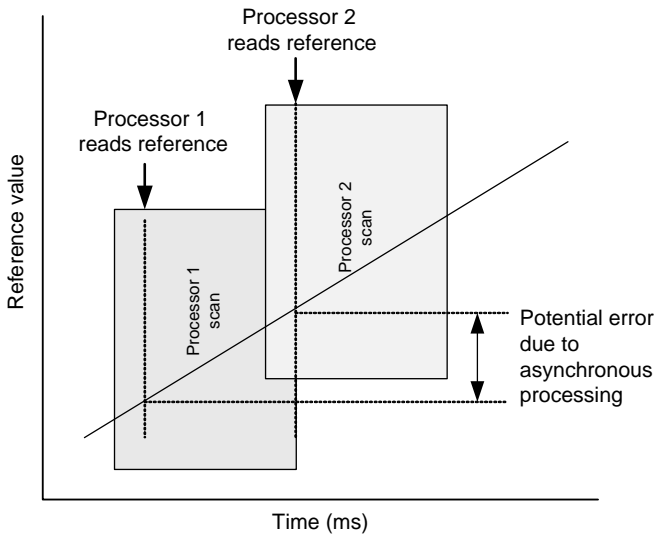 Processor 2
reads reference
Processor 1
reads reference
Reference value
Processor 1
scan
Processor 2
scan
Potential error
due to
asynchronous
processing
Time (ms)